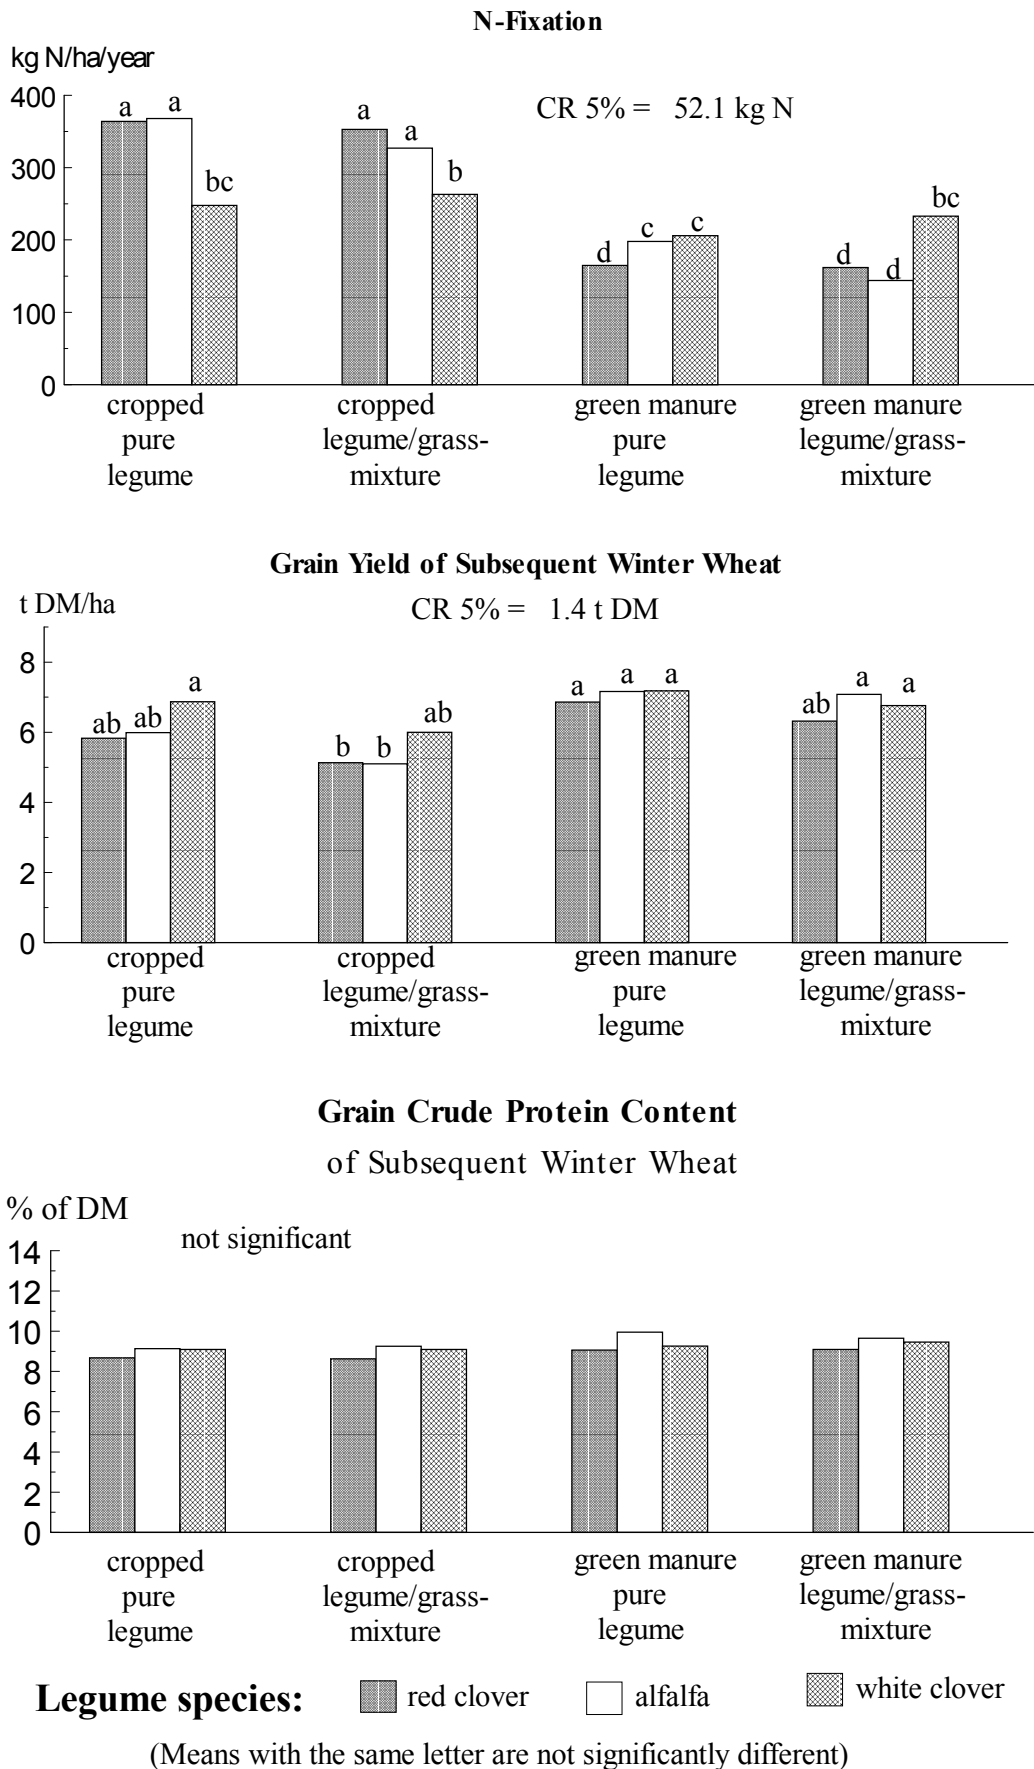 N-Fixation
kg N/ha/year
CR 5% = 52.1 kg N
400
300
200
100
0
a a bc
a a b
d c c
d d bc
cropped
pure
legume
cropped
legume/grass-
mixture
green manure
pure
legume
green manure
legume/grass-
mixture
Grain Yield of Subsequent Winter Wheat
t DM/ha
CR 5% = 1.4 t DM
8
6
4
2
0
ab ab a
b b ab
a a a
ab a a
cropped
pure
legume
cropped
legume/grass-
mixture
green manure
pure
legume
green manure
legume/grass-
mixture
Grain Crude Protein Content
of Subsequent Winter Wheat
% of DM
not significant
14
12
10
8
6
4
2
0
cropped
pure
legume
cropped
legume/grass-
mixture
green manure
pure
legume
green manure
legume/grass-
mixture
Legume species: red clover alfalfa white clover
(Means with the same letter are not significantly different)